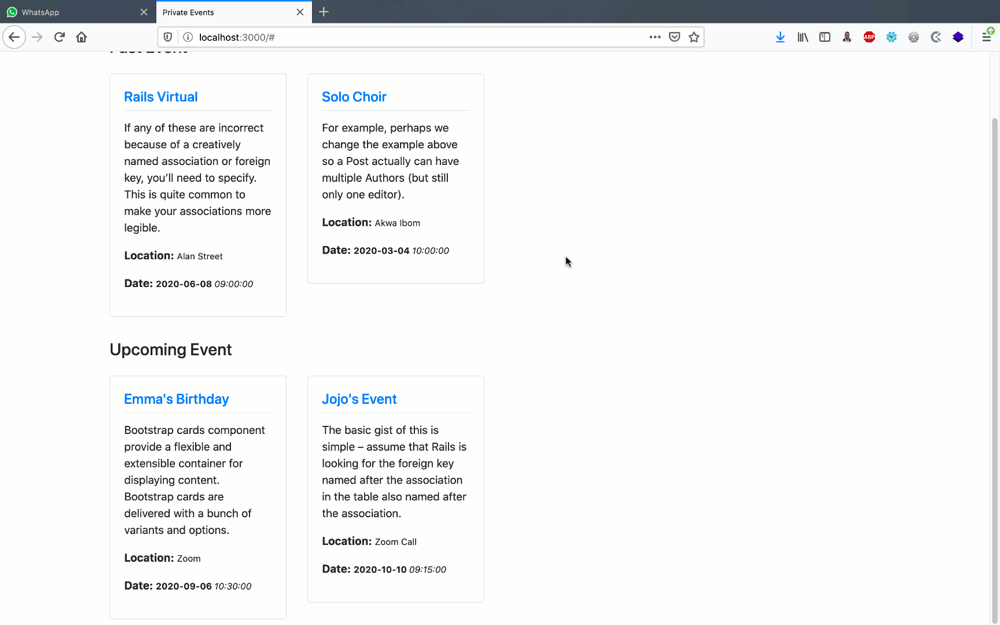 WhatsApp
Private Events
localhost:3000/#
ABP
Past Event
Rails Virtual
If any of these are incorrect
because of a creatively
named association or foreign
key, you'll need to specify.
This is quite common to
make your associations more
legible.
Location: Alan Street
Date: 2020-06-08 09:00:00
Solo Choir
For example, perhaps we
change the example above
so a Post actually can have
multiple Authors (but still
only one editor).
Location: Akwa Ibom
Date: 2020-03-04 10:00:00
Upcoming Event
Emma's Birthday
Bootstrap cards component
provide a flexible and
extensible container for
displaying content.
Bootstrap cards are
delivered with a bunch of
variants and options.
Location: Zoom
Date: 2020-09-06 10:30:00
Jojo's Event
The basic gist of this is
simple – assume that Rails is
looking for the foreign key
named after the association
in the table also named after
the association.
Location: Zoom Call
Date: 2020-10-10 09:15:00